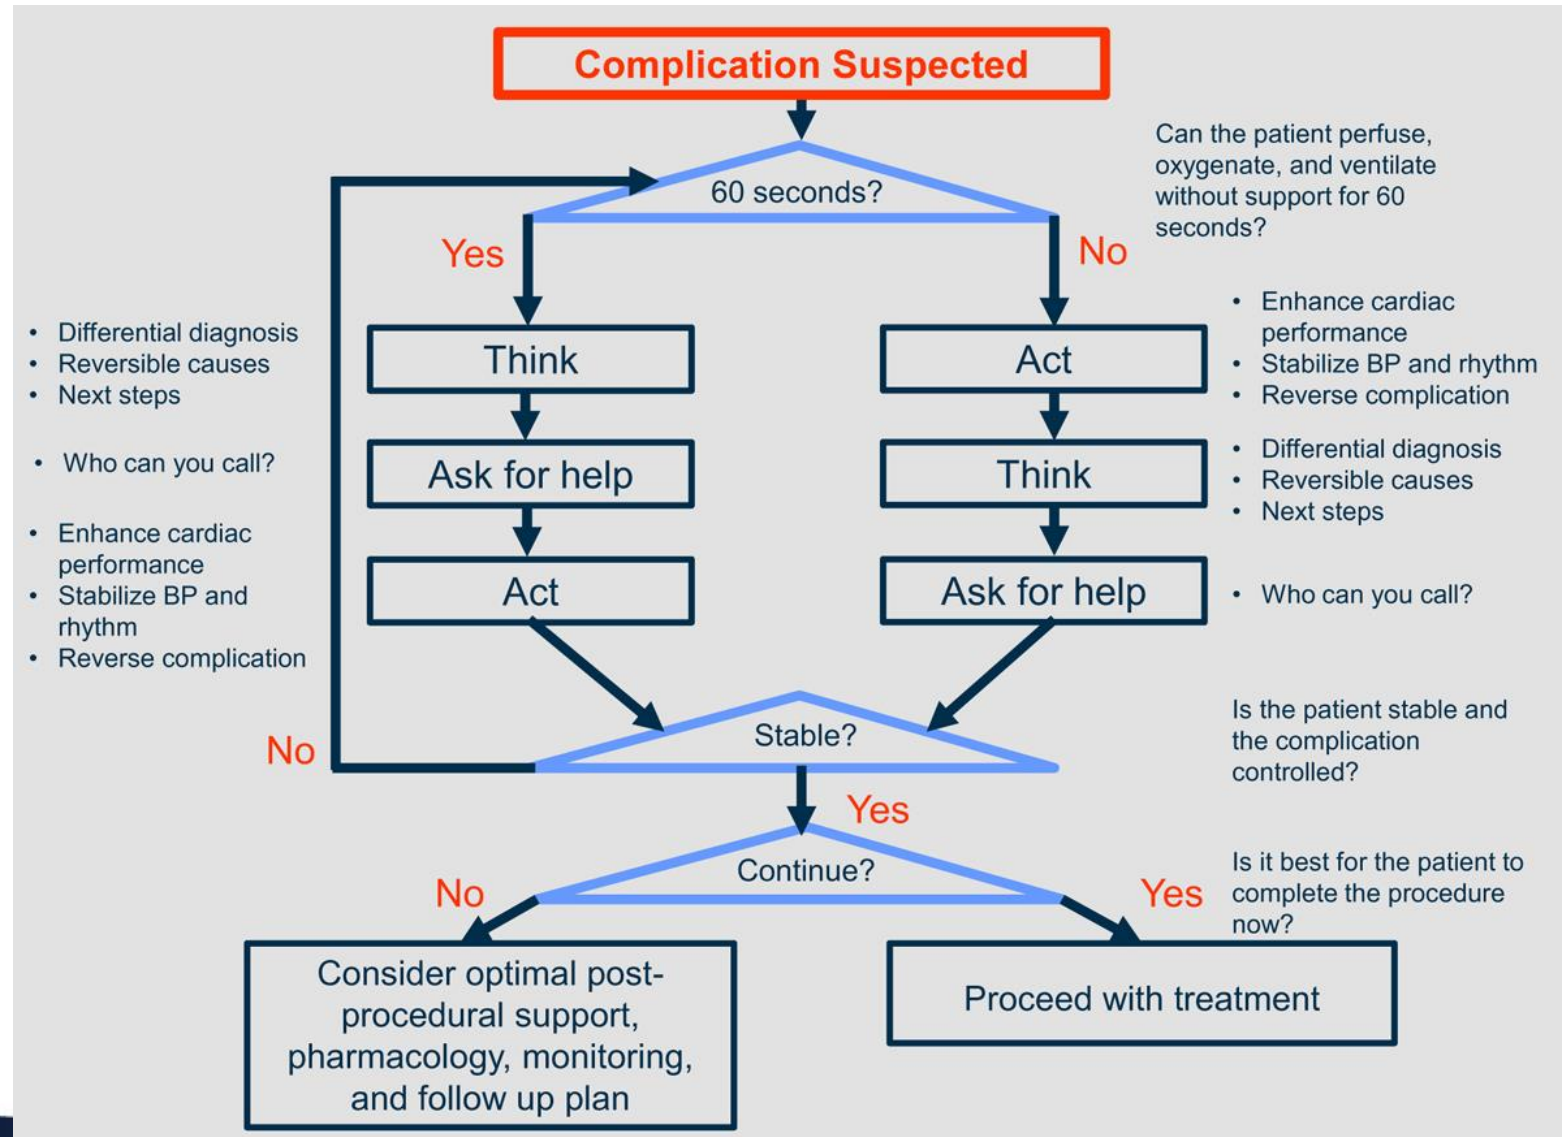 Complication Suspected
60 seconds?
Can the patient perfuse,
oxygenate, and ventilate
without support for 60
seconds?
Yes
No
• Differential diagnosis
• Reversible causes
• Next steps
Think
Act
• Enhance cardiac
performance
• Stabilize BP and rhythm
• Reverse complication
• Who can you call?
Ask for help
Think
• Differential diagnosis
• Reversible causes
• Next steps
• Enhance cardiac
performance
• Stabilize BP and
rhythm
• Reverse complication
Act
Ask for help
• Who can you call?
Stable?
Is the patient stable and
the complication
controlled?
No
Yes
Continue?
Is it best for the patient to
complete the procedure
now?
No
Yes
Consider optimal post-
procedural support,
pharmacology, monitoring,
and follow up plan
Proceed with treatment